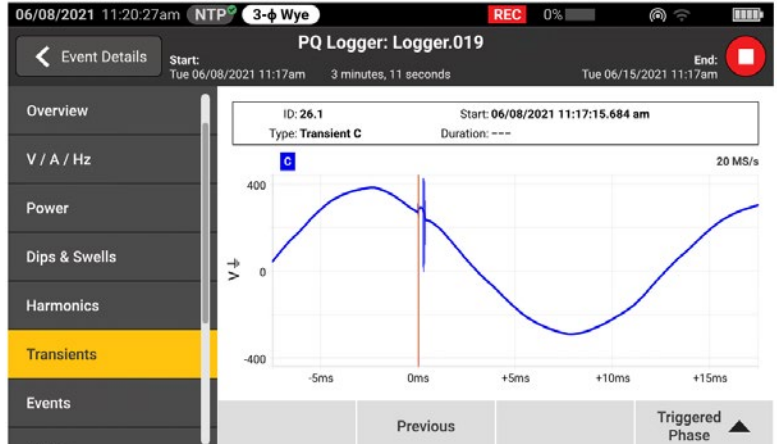 06/08/2021 11:20:27am NTP 3-ϕ Wye REC 0%
PQ Logger: Logger.019
Event Details
Start: End:
Tue 06/08/2021 11:17am 3 minutes, 11 seconds Tue 06/15/2021 11:17am
Overview
V / A / Hz
Power
Dips & Swells
Harmonics
Transients
Events
ID: 26.1 Start: 06/08/2021 11:17:15.684 am
Type: Transient C Duration: ---
C 20 MS/s
400
V ⏚ 0
-400
-5ms 0ms +5ms +10ms +15ms
Previous Triggered
Phase